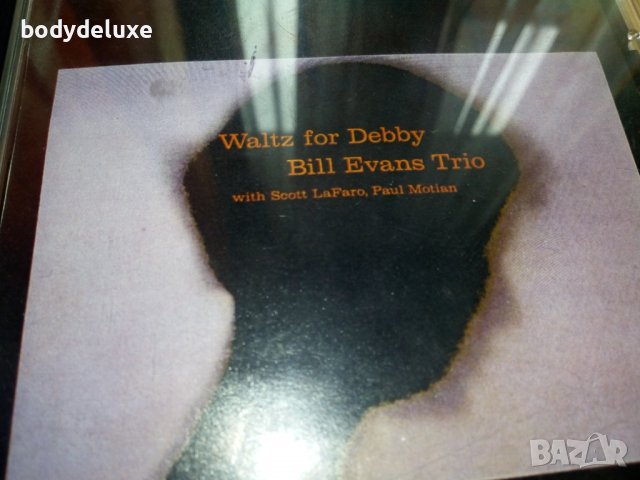 bodydeluxe
Waltz for Debby
Bill Evans Trio
with Scott LaFaro, Paul Motian
BAZAR